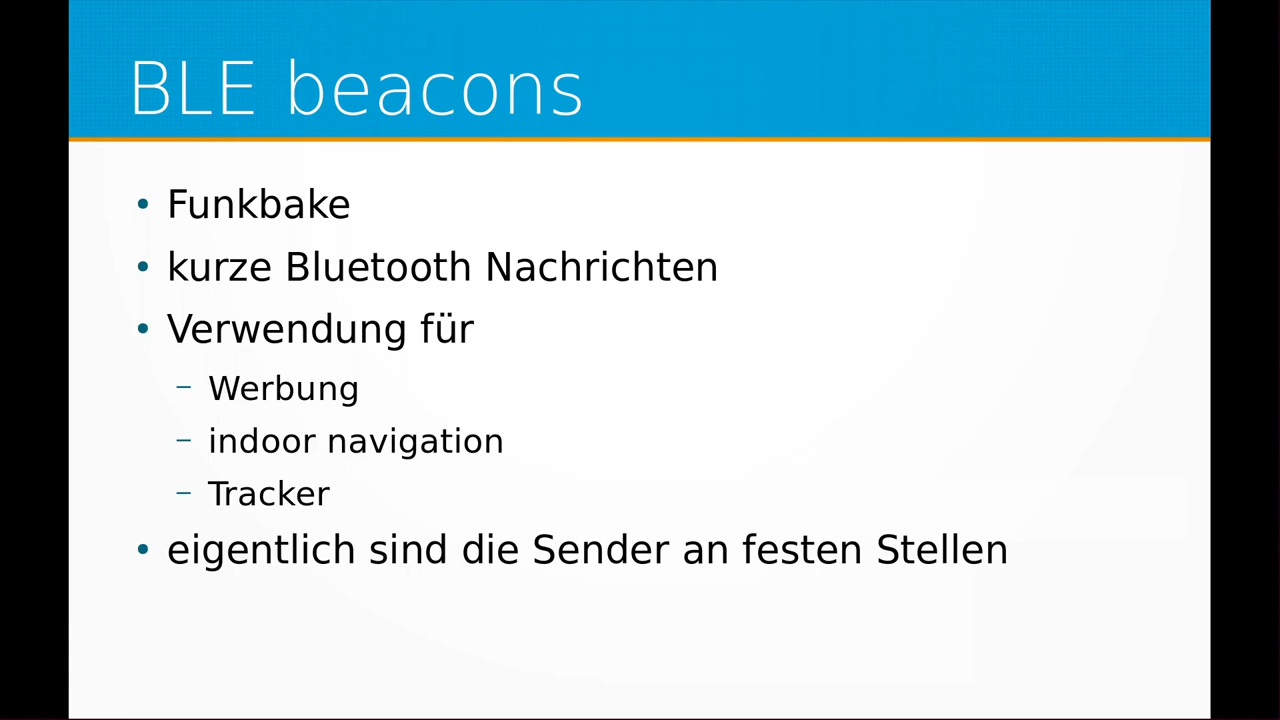 BLE beacons
• Funkbake
• kurze Bluetooth Nachrichten
• Verwendung für
– Werbung
– indoor navigation
– Tracker
• eigentlich sind die Sender an festen Stellen